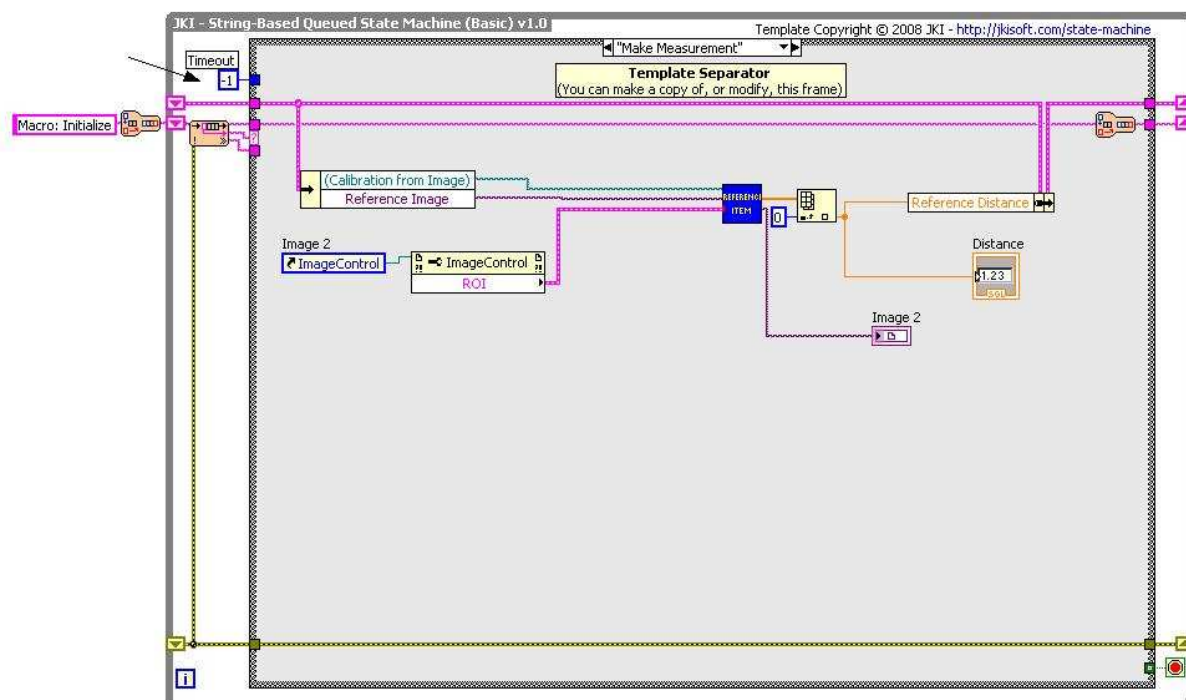 JKI - String-Based Queued State Machine (Basic) v1.0
Template Copyright © 2008 JKI - http://jkisoft.com/state-machine
"Make Measurement"
Timeout
-1
Template Separator
(You can make a copy of, or modify, this frame)
Macro: Initialize
(Calibration from Image)
Reference Image
REFERENCE
ITEM
0
Reference Distance
Image 2
ImageControl
ImageControl
ROI
Distance
1.23
SGL
Image 2
i